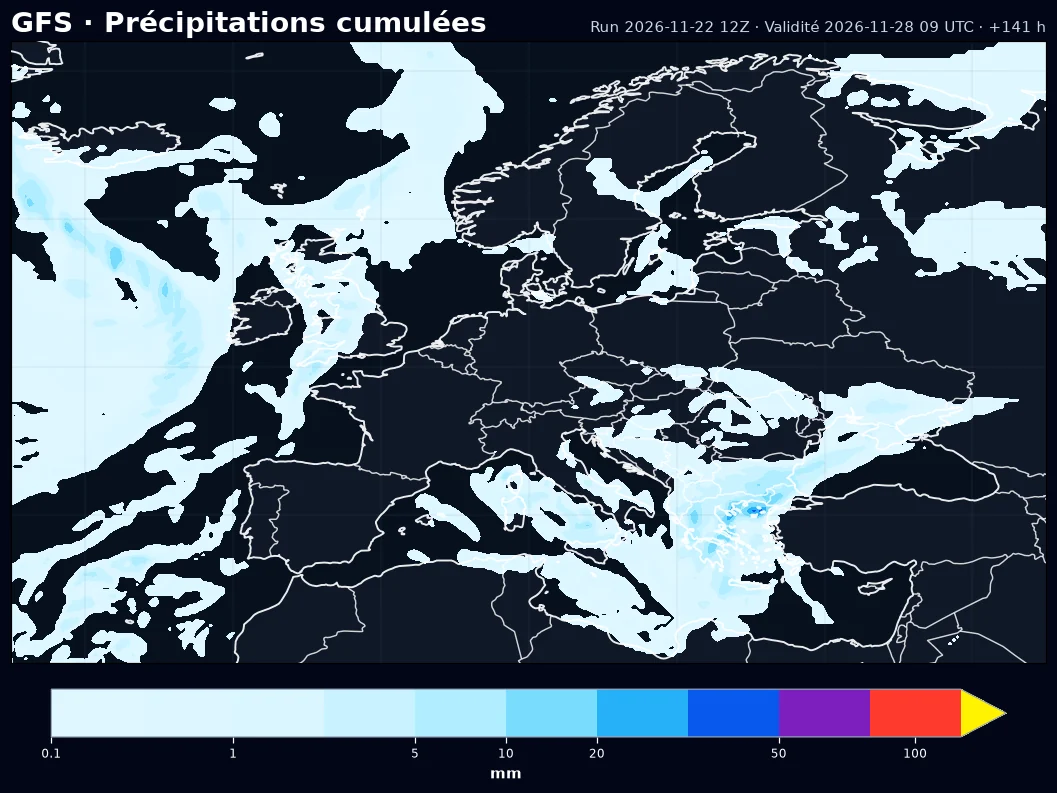 GFS · Précipitations cumulées
Run 2026-11-22 12Z · Validité 2026-11-28 09 UTC · +141 h
0.1 1 5 10 20 50 100
mm